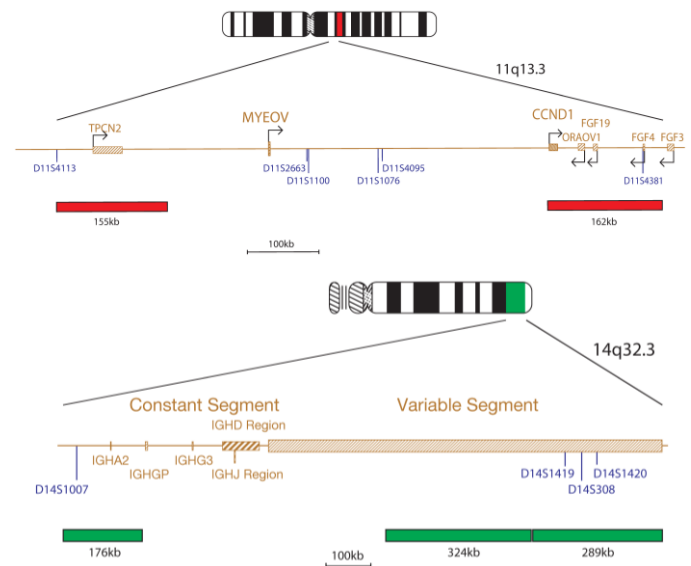 11q13.3
TPCN2
MYEOV
CCND1
FGF19
ORAOV1
FGF4
FGF3
D11S4113
D11S2663
D11S4095
D11S1100
D11S1076
D11S4381
155kb
162kb
100kb
14q32.3
Constant Segment
Variable Segment
IGHD Region
IGHA2
IGHG3
IGHGP
IGHJ Region
D14S1007
D14S1419
D14S1420
D14S308
176kb
324kb
289kb
100kb